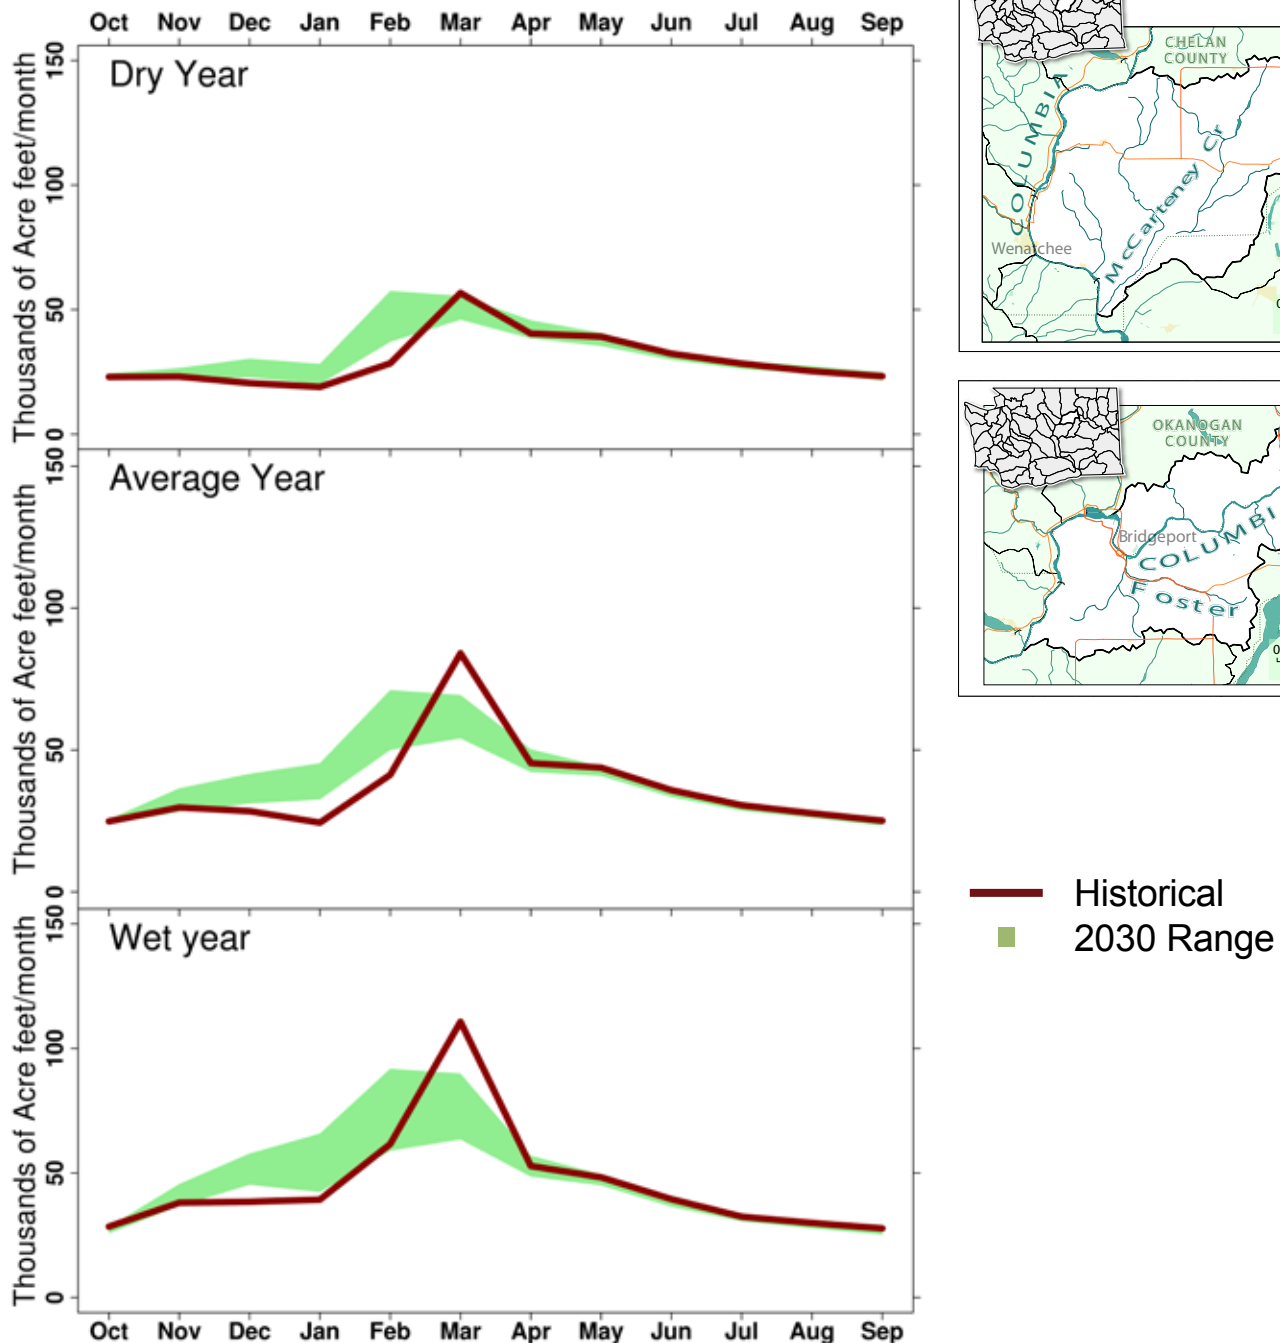 Oct Nov Dec Jan Feb Mar Apr May Jun Jul Aug Sep
Dry Year
Thousands of Acre feet/month
150
100
50
0
Average Year
Thousands of Acre feet/month
150
100
50
0
Wet year
Thousands of Acre feet/month
150
100
50
0
Oct Nov Dec Jan Feb Mar Apr May Jun Jul Aug Sep
CHELAN
COUNTY
COLUMBIA
McCarteney Cr
Wenatchee
0
OKANOGAN
COUNTY
Bridgeport
COLUMBI
Foster
0
Historical
2030 Range